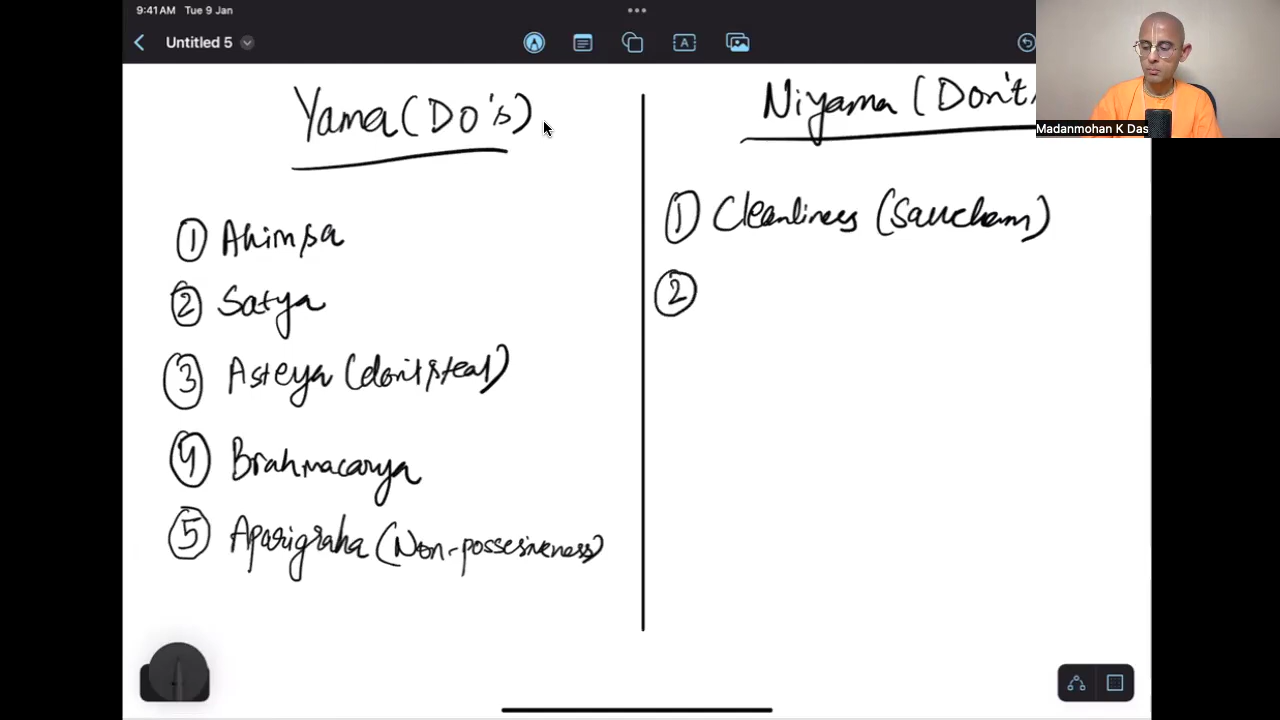 9:41 AM Tue 9 Jan
Untitled 5
A
Yama (DO's)
① Ahimsa
② Satya
③ Asteya (don't steal)
④ Brahmacarya
⑤ Aparigraha (Non-possesiveness)
Niyama (Don't
① Cleanliness (Saucham)
②
Madanmohan K Das